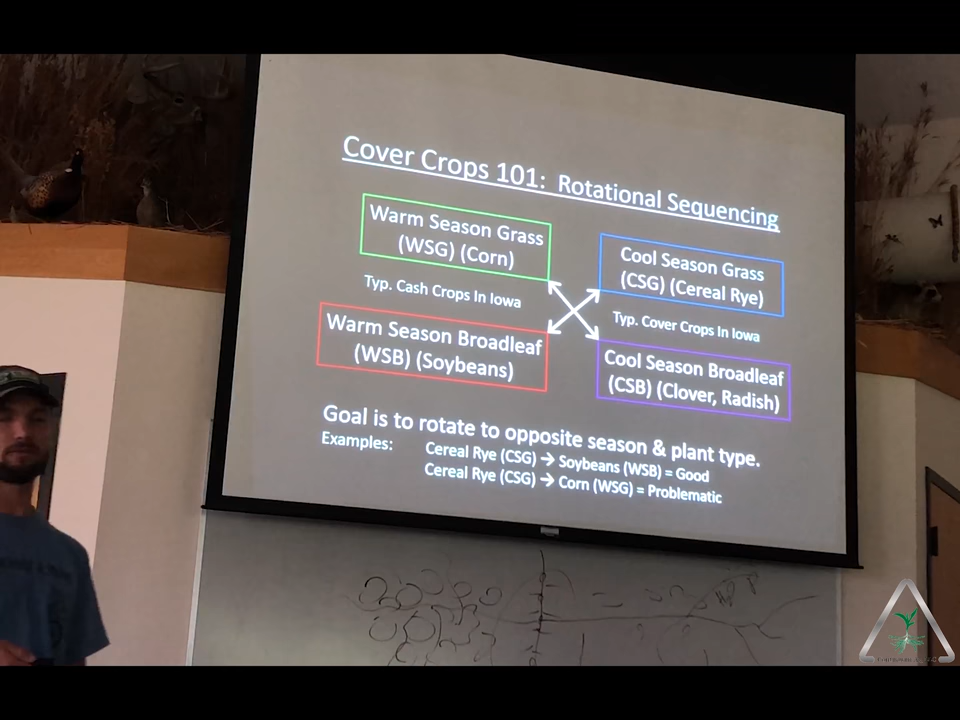 Cover Crops 101: Rotational Sequencing
Warm Season Grass
(WSG) (Corn)
Cool Season Grass
(CSG) (Cereal Rye)
Typ. Cash Crops In Iowa
Typ. Cover Crops In Iowa
Warm Season Broadleaf
(WSB) (Soybeans)
Cool Season Broadleaf
(CSB) (Clover, Radish)
Goal is to rotate to opposite season & plant type.
Examples: Cereal Rye (CSG) → Soybeans (WSB) = Good
Cereal Rye (CSG) → Corn (WSG) = Problematic